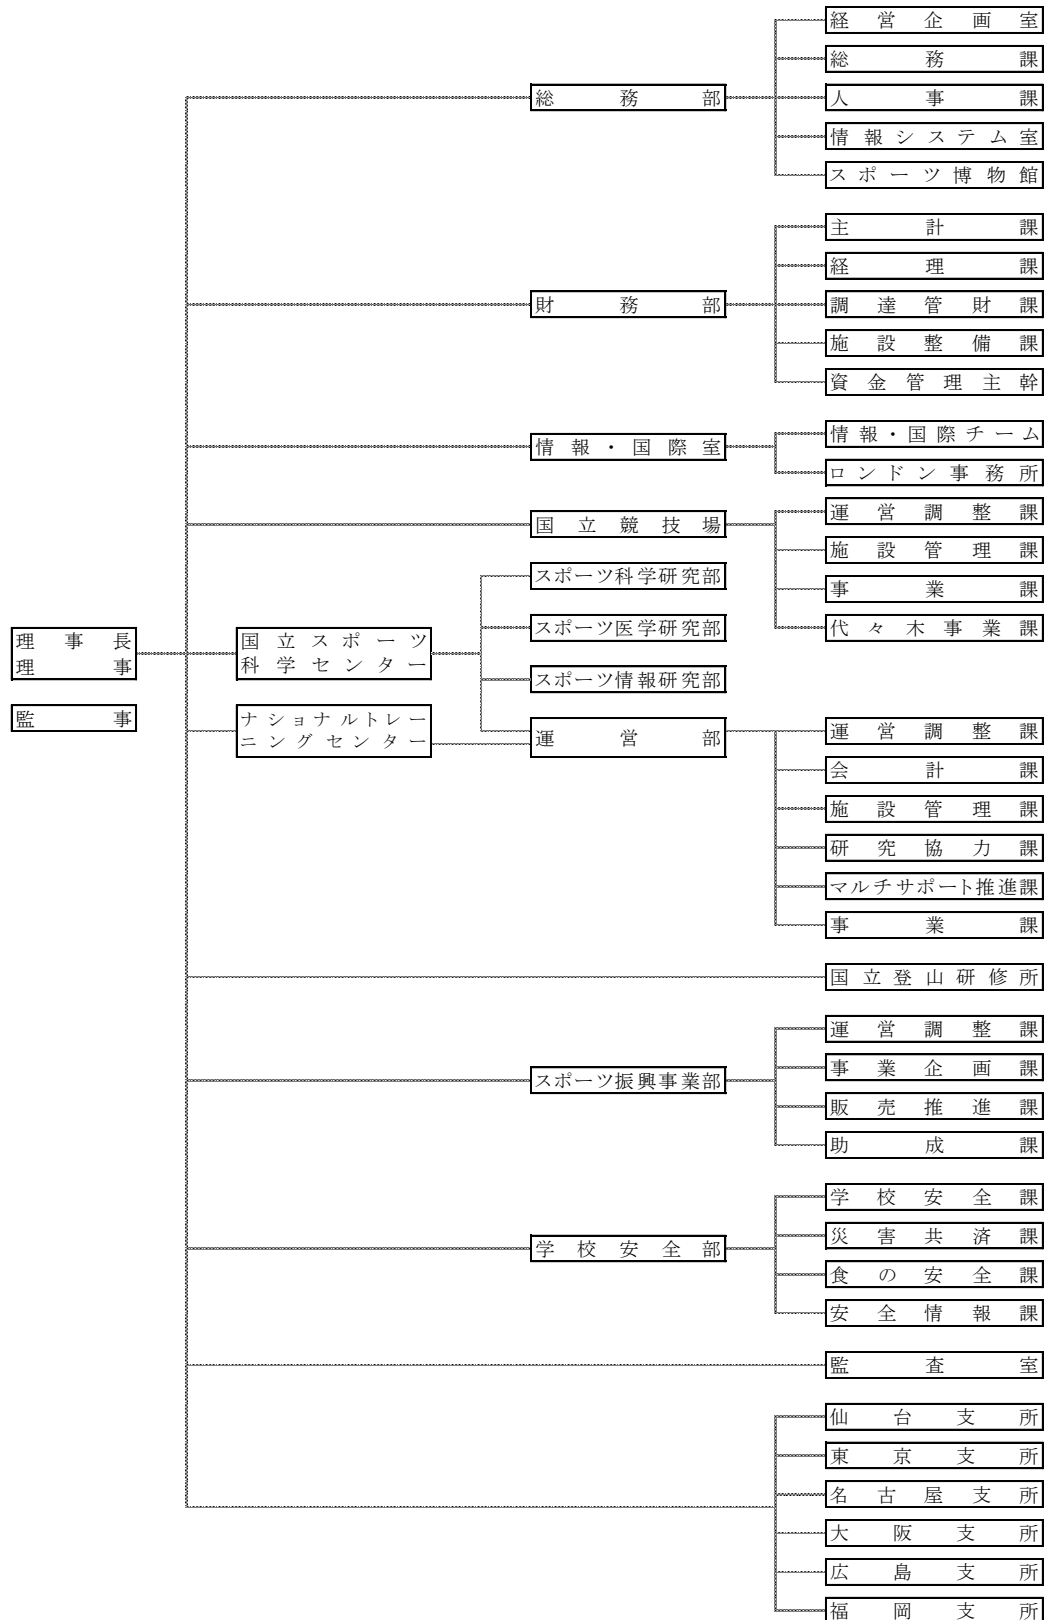 経営企画室
総務課
総務部
人事課
情報システム室
スポーツ博物館
主計課
経理課
財務部
調達管財課
施設整備課
資金管理主幹
情報・国際室
情報・国際チーム
ロンドン事務所
国立競技場
運営調整課
施設管理課
事業課
代々木事業課
理事長
理事
監事
国立スポーツ
科学センター
スポーツ科学研究部
スポーツ医学研究部
スポーツ情報研究部
ナショナルトレー
ニングセンター
運営部
運営調整課
会計課
施設管理課
研究協力課
マルチサポート推進課
事業課
国立登山研修所
スポーツ振興事業部
運営調整課
事業企画課
販売推進課
助成課
学校安全部
学校安全課
災害共済課
食の安全課
安全情報課
監査室
仙台支所
東京支所
名古屋支所
大阪支所
広島支所
福岡支所